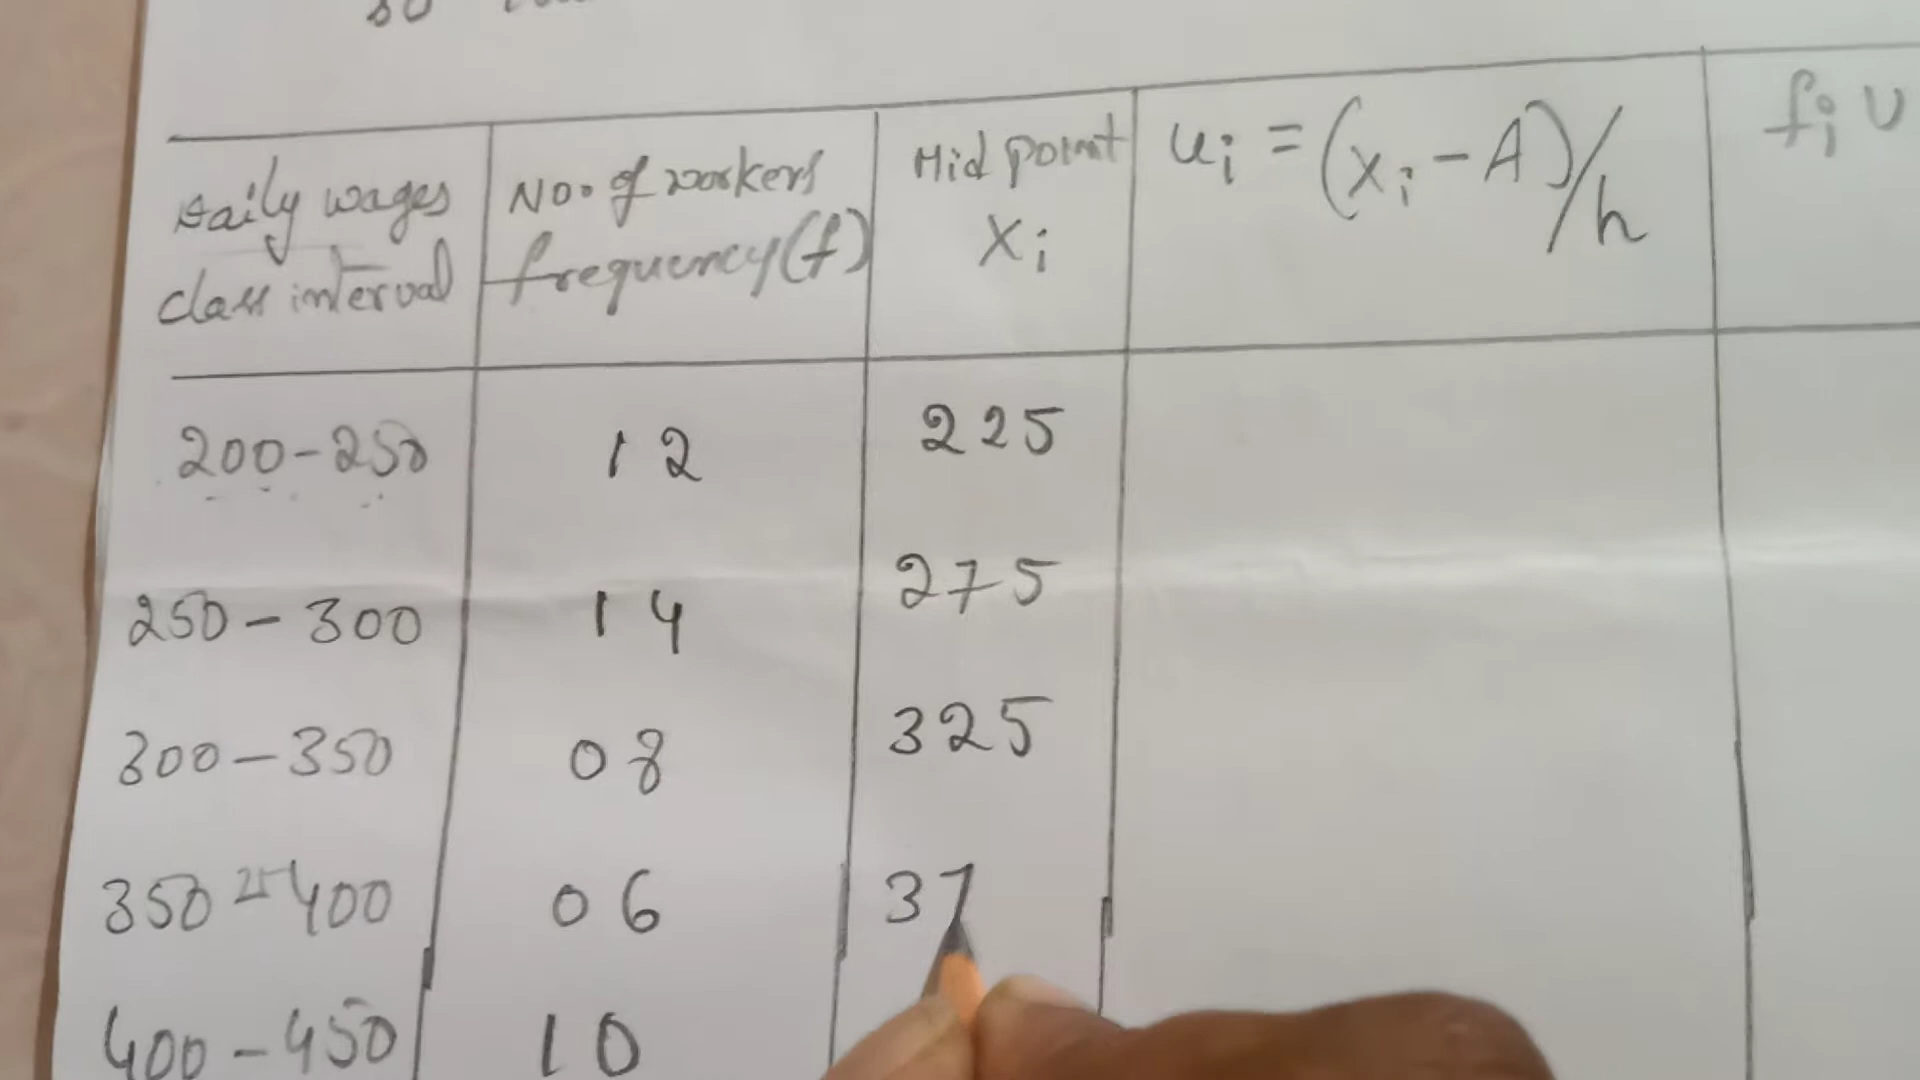 Daily wages class interval
No. of workers frequency (f)
Mid point xi
ui = (xi - A)/h
fi u
200-250 12 225
250-300 14 275
300-350 08 325
350-400 06 37
400-450 10